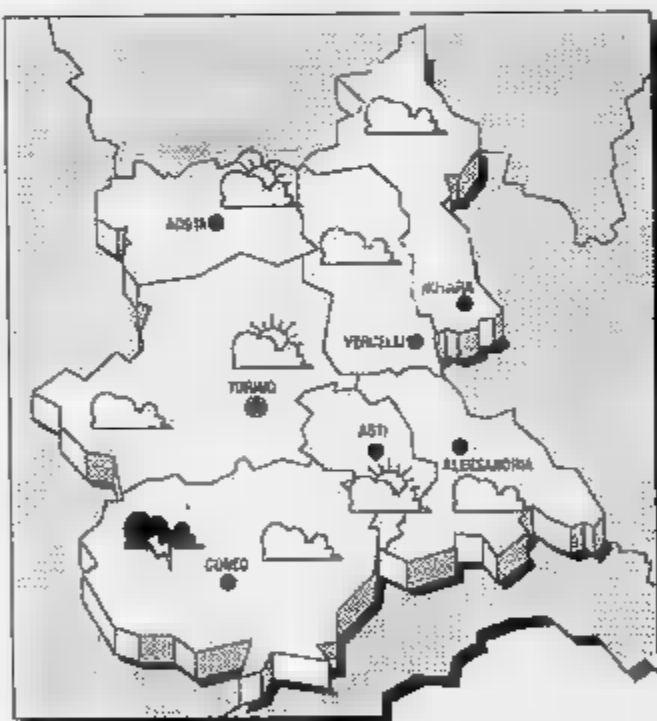 AOSTA
NOVARA
VERCELLI
TORINO
ASTI
ALESSANDRIA
CUNEO